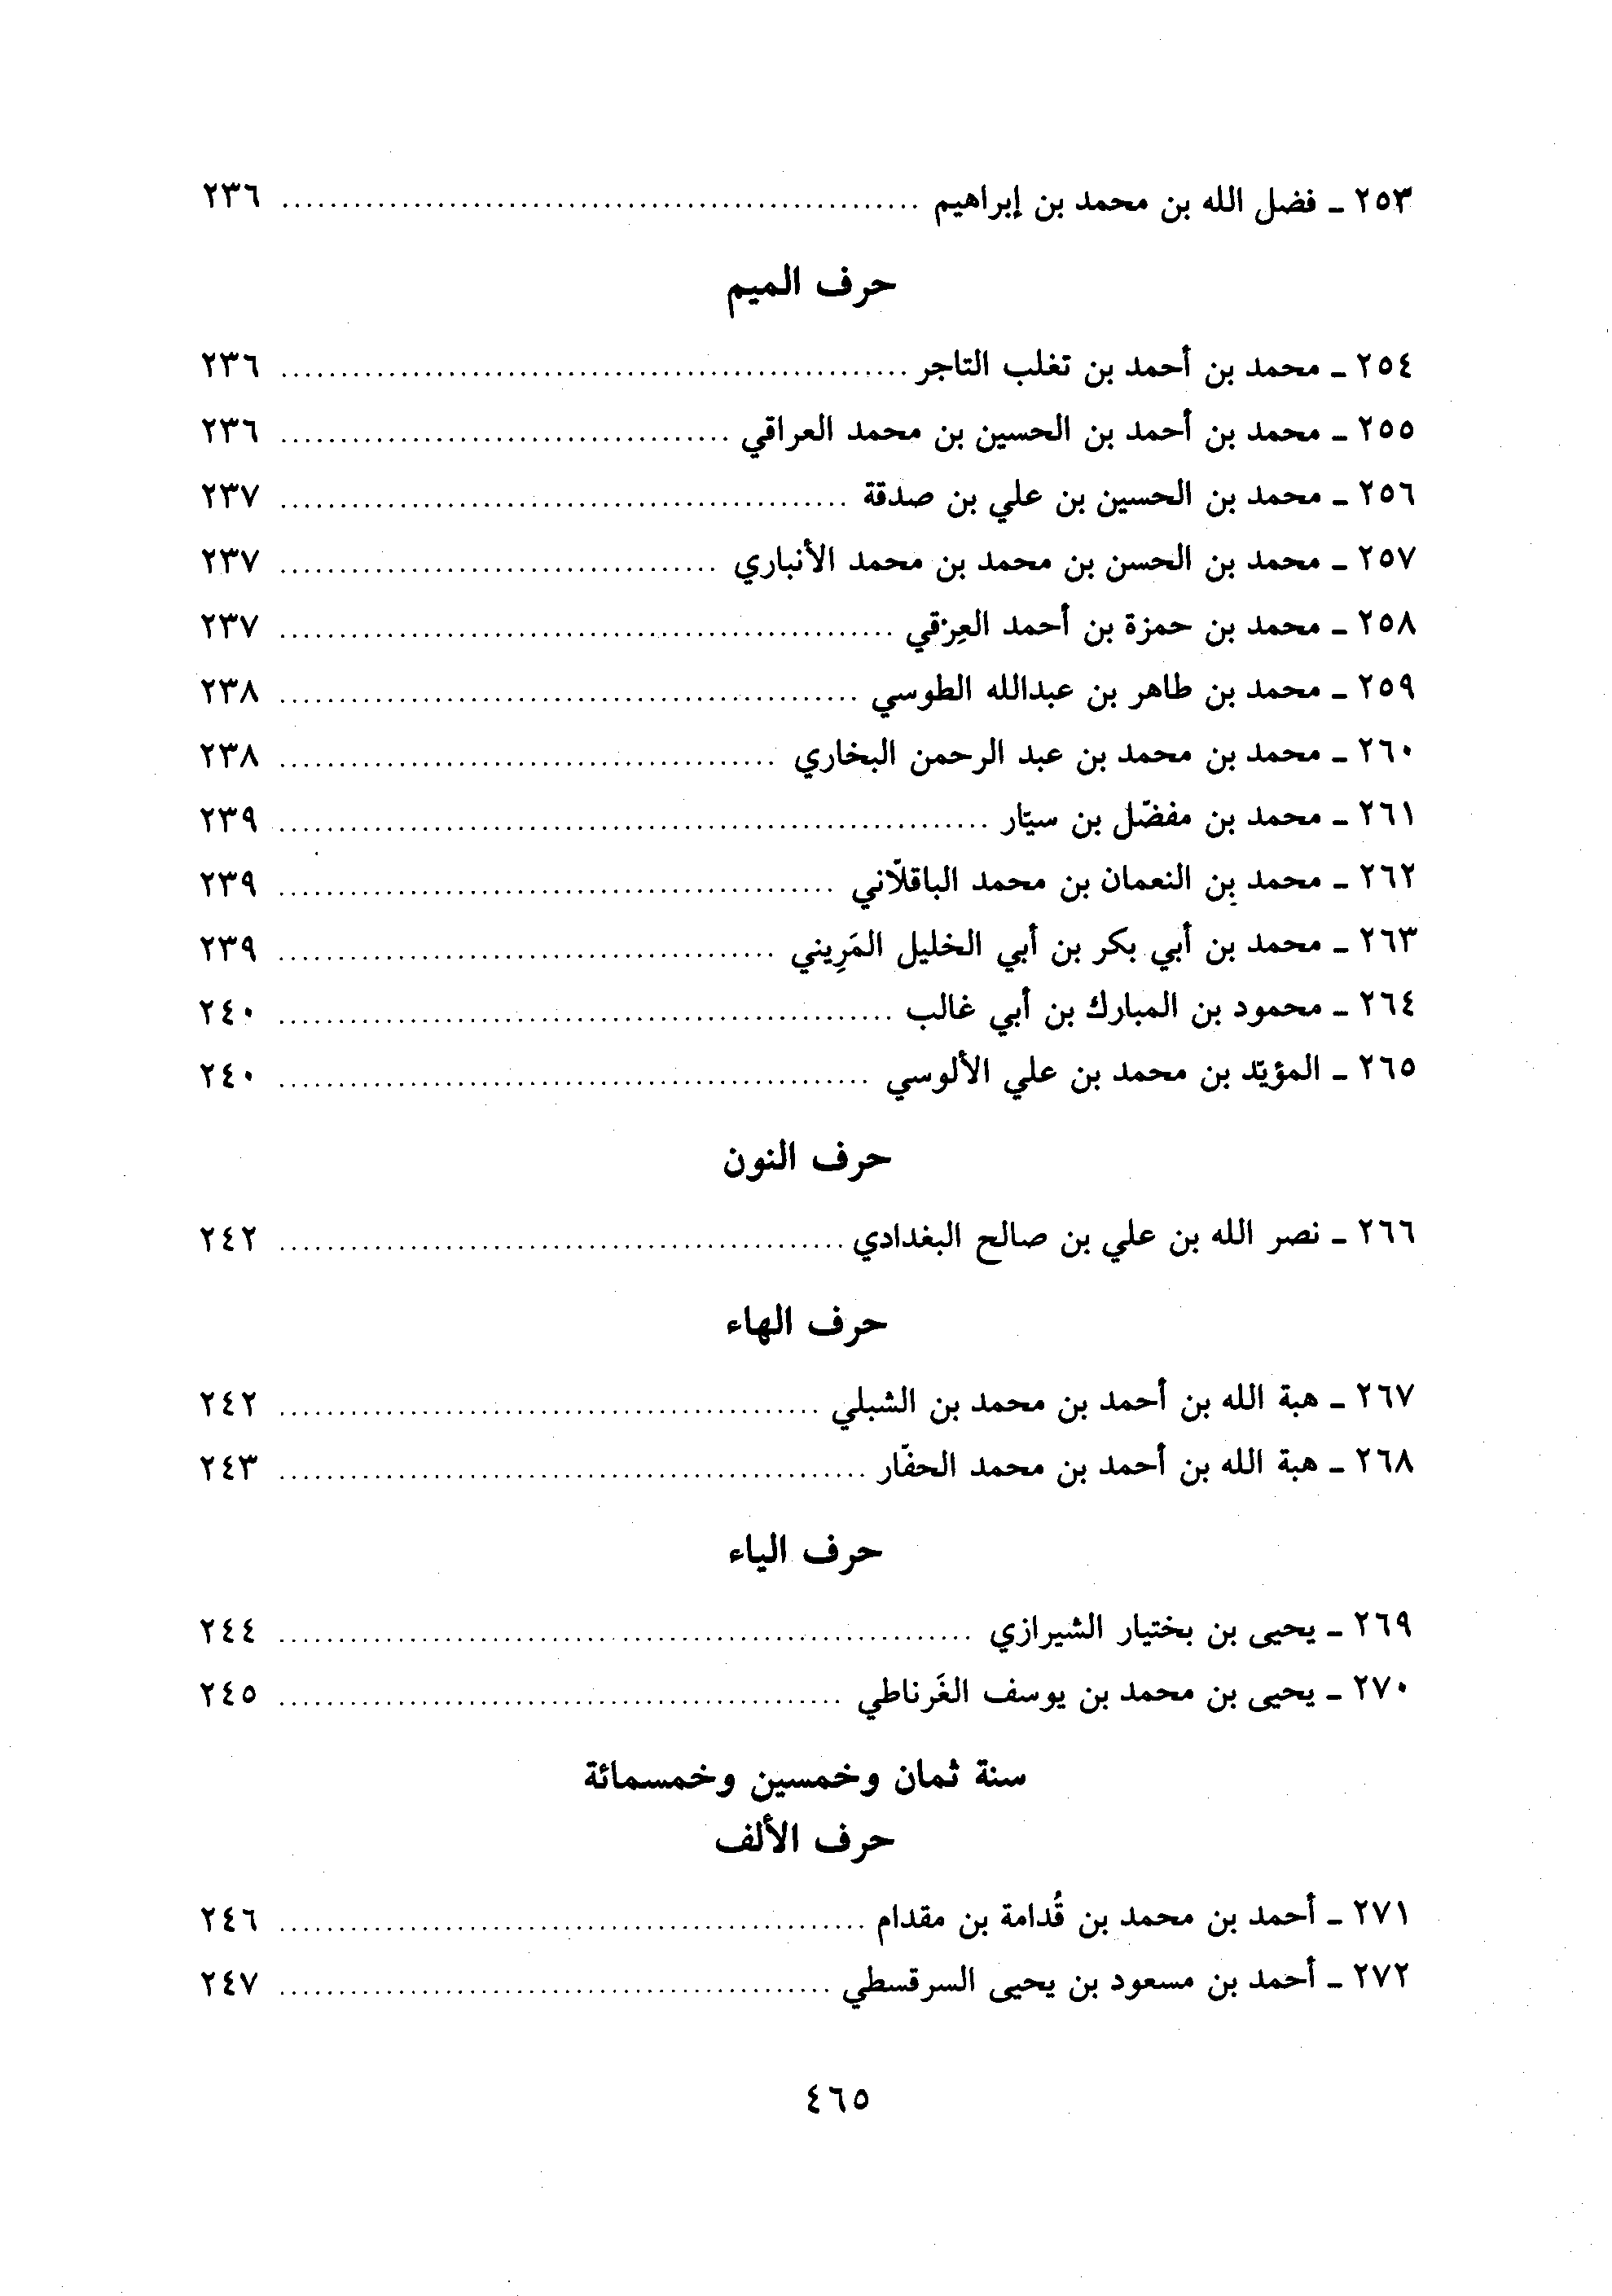 ٢٥٣ ـ فضل الله بن محمد بن إبراهيم ........ ٢٣٦
حرف الميم
٢٥٤ ـ محمد بن أحمد بن تغلب التاجر ........ ٢٣٦
٢٥٥ ـ محمد بن أحمد بن الحسين بن محمد العراقي ........ ٢٣٦
٢٥٦ ـ محمد بن الحسين بن علي بن صدقة ........ ٢٣٧
٢٥٧ ـ محمد بن الحسن بن محمد بن محمد الأنباري ........ ٢٣٧
٢٥٨ ـ محمد بن حمزة بن أحمد العِرْقي ........ ٢٣٧
٢٥٩ ـ محمد بن طاهر بن عبدالله الطوسي ........ ٢٣٨
٢٦٠ ـ محمد بن محمد بن عبد الرحمن البخاري ........ ٢٣٨
٢٦١ ـ محمد بن مفضّل بن سيّار ........ ٢٣٩
٢٦٢ ـ محمد بن النعمان بن محمد الباقلّاني ........ ٢٣٩
٢٦٣ ـ محمد بن أبي بكر بن أبي الخليل المَرِيني ........ ٢٣٩
٢٦٤ ـ محمود بن المبارك بن أبي غالب ........ ٢٤٠
٢٦٥ ـ المؤيّد بن محمد بن علي الألوسي ........ ٢٤٠
حرف النون
٢٦٦ ـ نصر الله بن علي بن صالح البغدادي ........ ٢٤٢
حرف الهاء
٢٦٧ ـ هبة الله بن أحمد بن محمد بن الشبلي ........ ٢٤٢
٢٦٨ ـ هبة الله بن أحمد بن محمد الحفّار ........ ٢٤٣
حرف الياء
٢٦٩ ـ يحيى بن بختيار الشيرازي ........ ٢٤٤
٢٧٠ ـ يحيى بن محمد بن يوسف الغَرناطي ........ ٢٤٥
سنة ثمان وخمسين وخمسمائة
حرف الألف
٢٧١ ـ أحمد بن محمد بن قُدامة بن مقدام ........ ٢٤٦
٢٧٢ ـ أحمد بن مسعود بن يحيى السرقسطي ........ ٢٤٧
٤٦٥